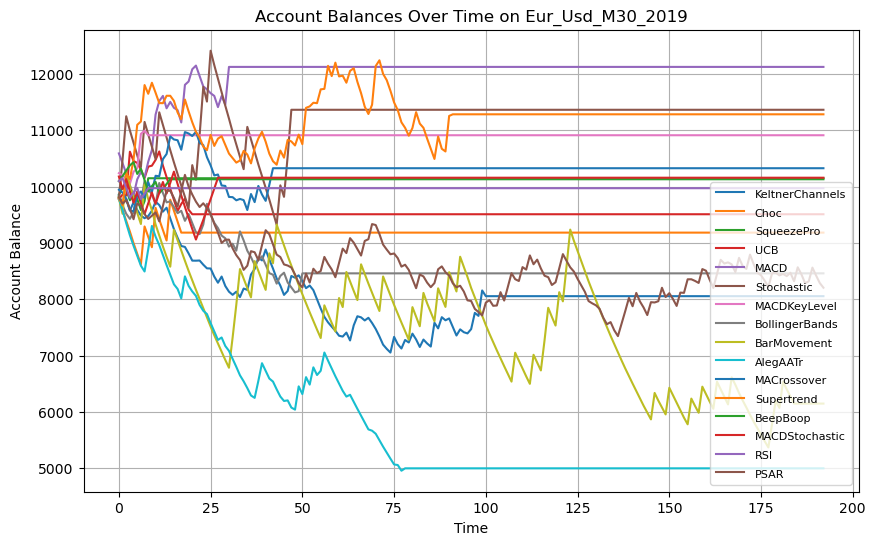 Account Balances Over Time on Eur_Usd_M30_2019
Account Balance
12000
11000
10000
9000
8000
7000
6000
5000
KeltnerChannels
Choc
SqueezePro
UCB
MACD
Stochastic
MACDKeyLevel
BollingerBands
BarMovement
AlegAATr
MACrossover
Supertrend
BeepBoop
MACDStochastic
RSI
PSAR
0 25 50 75 100 125 150 175 200
Time